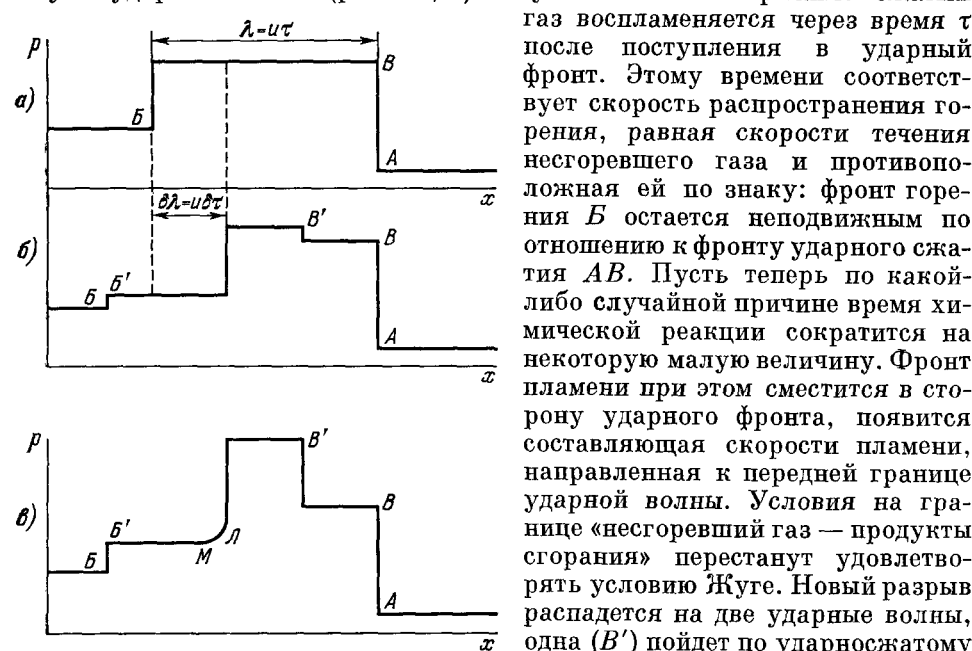 λ=uτ
p
а)
Б
В
А
x
вλ=uвτ
б)
Б
Б'
В'
В
А
x
p
в)
Б
Б'
М
Л
В'
В
А
x
газ воспламеняется через время τ
после поступления в ударный
фронт. Этому времени соответст-
вует скорость распространения го-
рения, равная скорости течения
несгоревшего газа и противопо-
ложная ей по знаку: фронт горе-
ния Б остается неподвижным по
отношению к фронту ударного сжа-
тия АВ. Пусть теперь по какой-
либо случайной причине время хи-
мической реакции сократится на
некоторую малую величину. Фронт
пламени при этом сместится в сто-
рону ударного фронта, появится
составляющая скорости пламени,
направленная к передней границе
ударной волны. Условия на гра-
нице «несгоревший газ — продукты
сгорания» перестанут удовлетво-
рять условию Жуге. Новый разрыв
распадется на две ударные волны,
одна (В') пойдет по ударносжатому